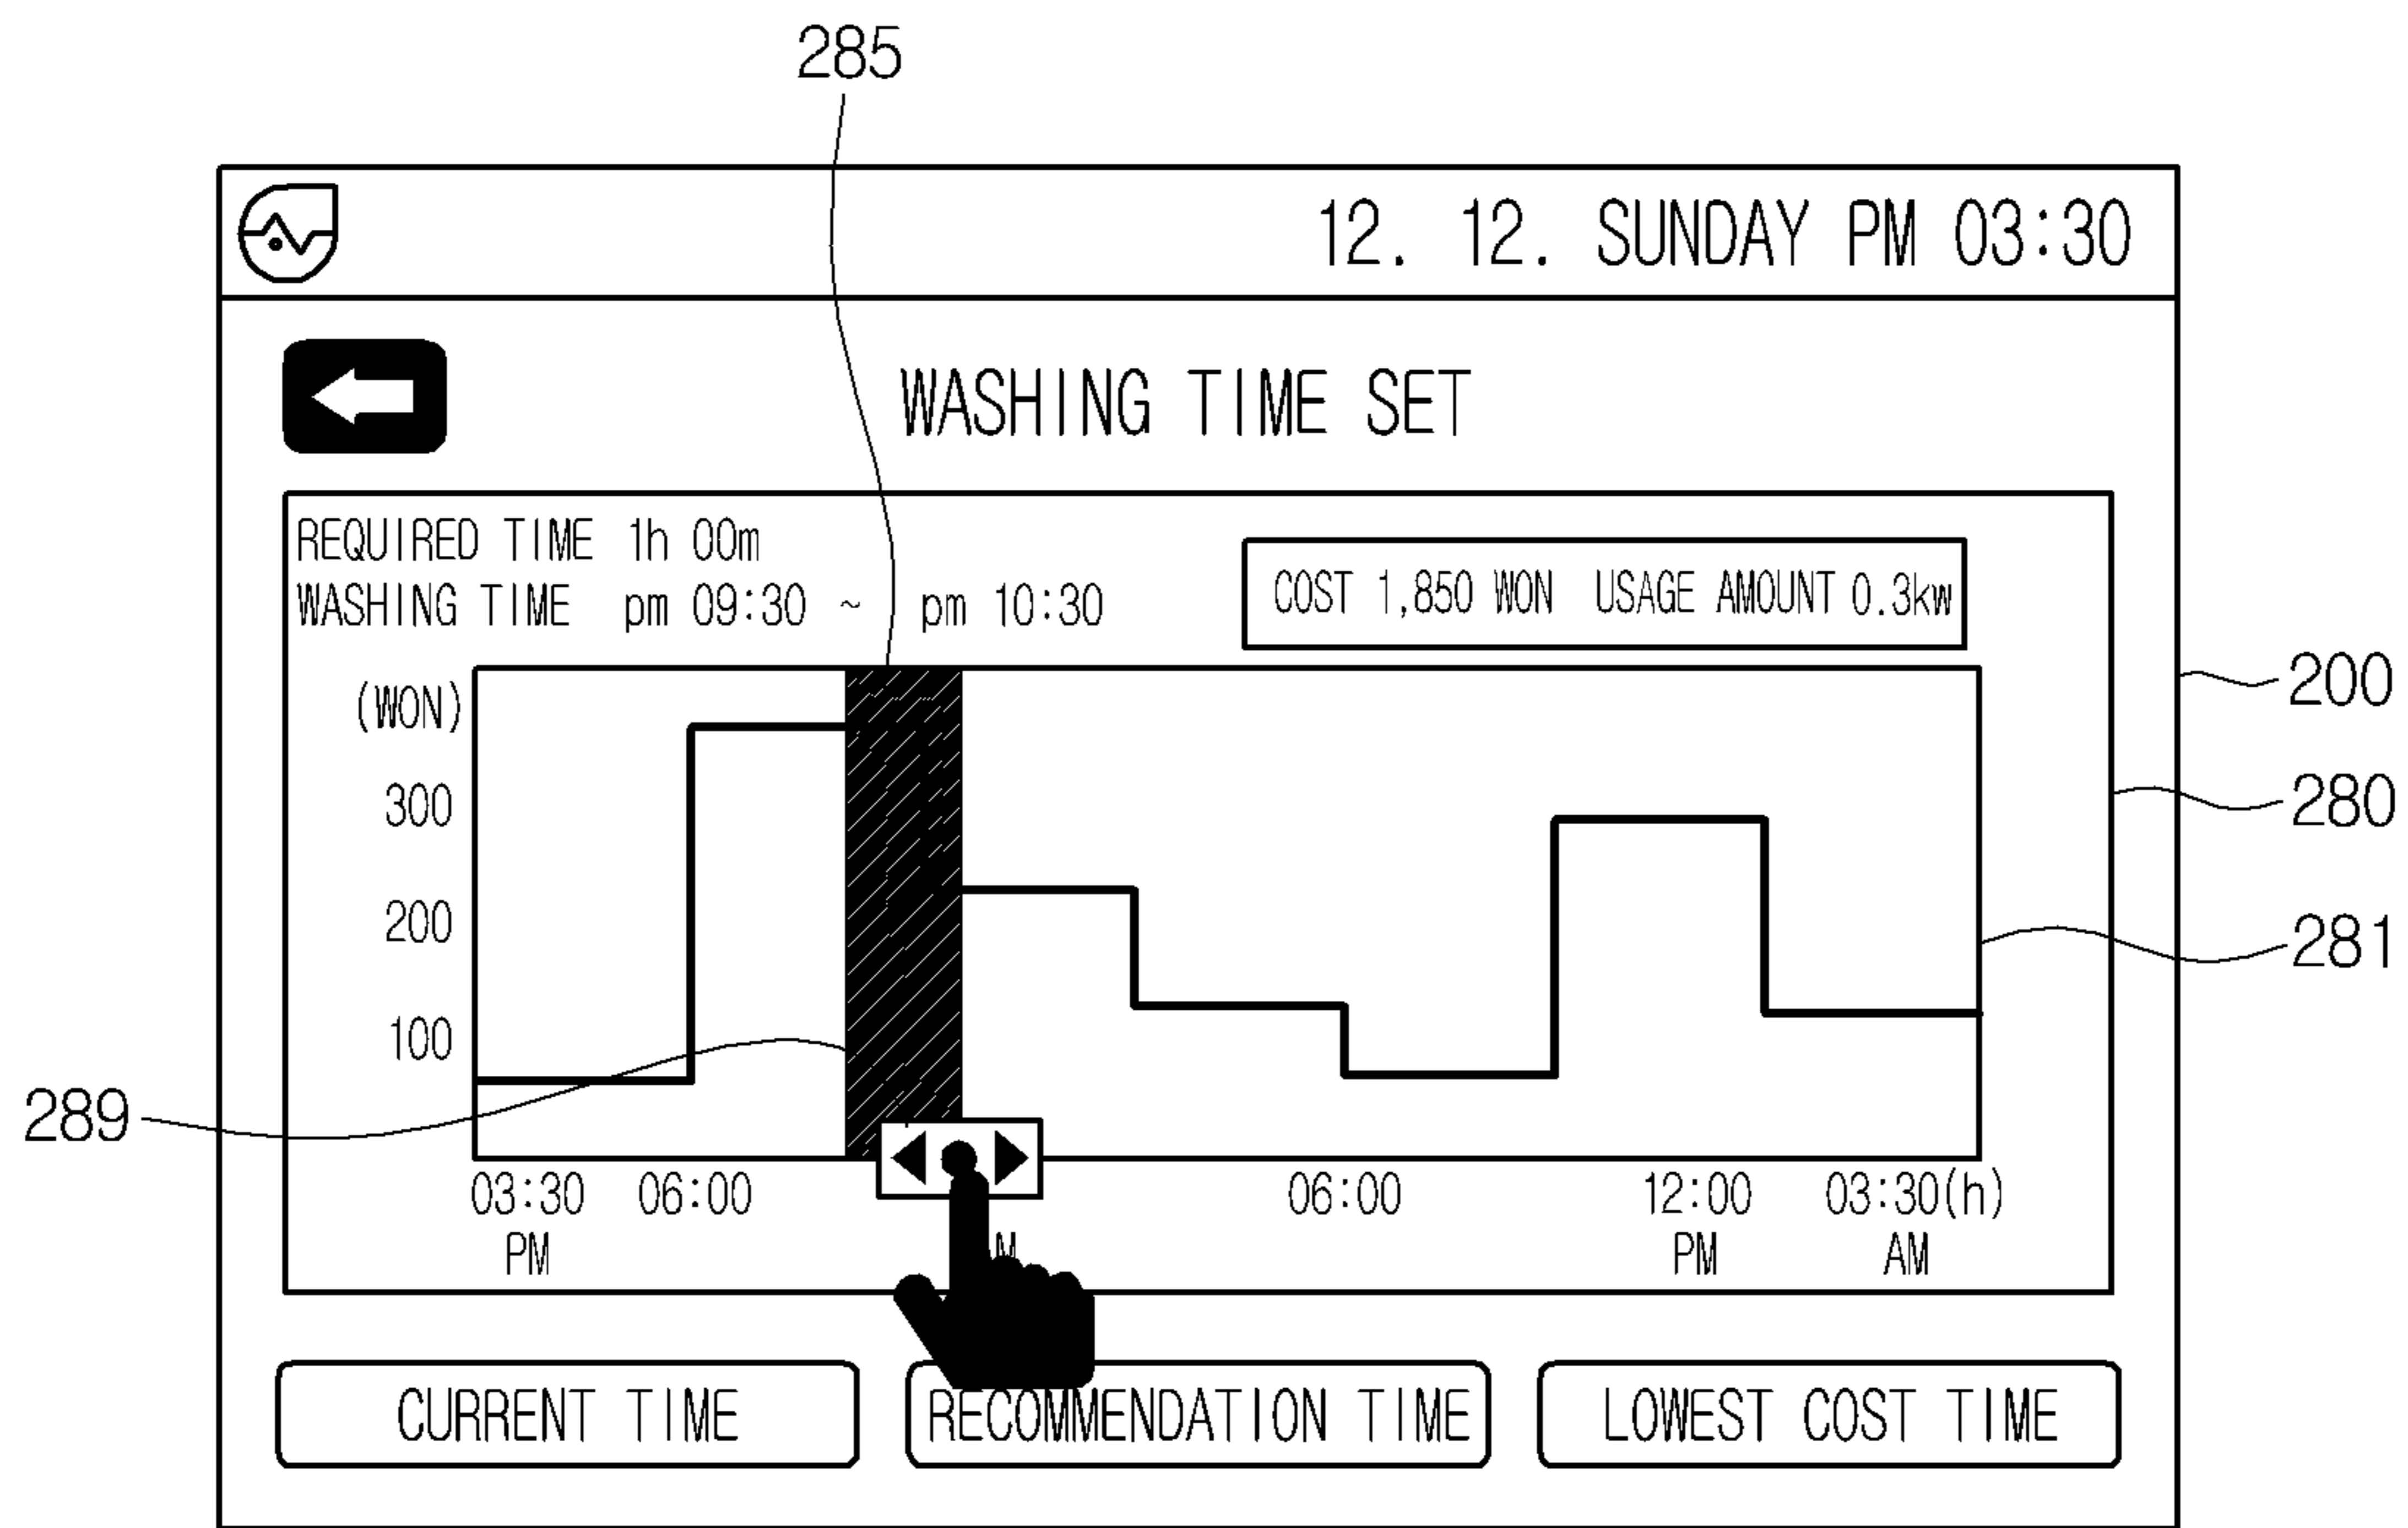 285
12. 12. SUNDAY PM 03:30
WASHING TIME SET
REQUIRED TIME 1h 00m
WASHING TIME pm 09:30 ~ pm 10:30
COST 1,850 WON USAGE AMOUNT 0.3kw
(WON)
300
200
100
200
280
281
289
03:30 06:00 06:00 12:00 03:30(h)
PM PM AM
CURRENT TIME
RECOMMENDATION TIME
LOWEST COST TIME